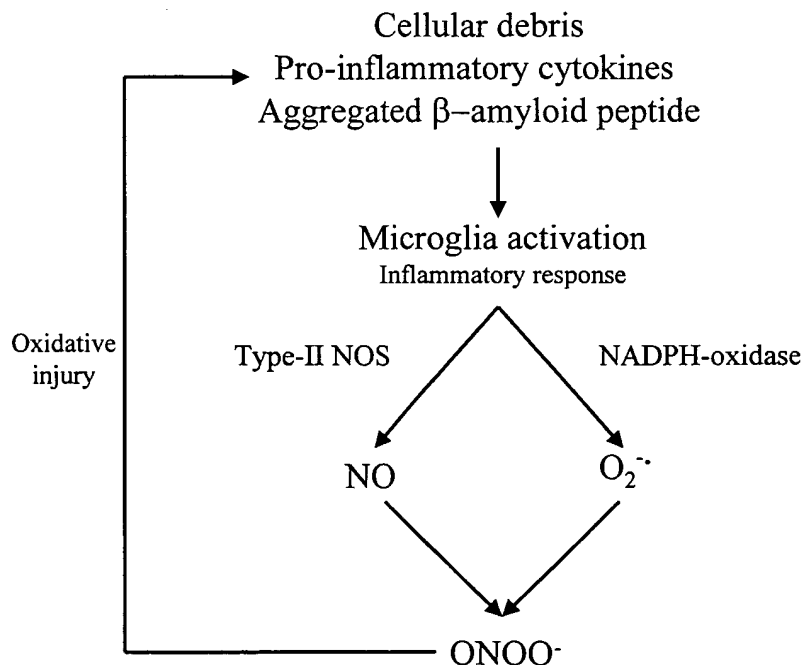 Cellular debris
Pro-inflammatory cytokines
Aggregated β–amyloid peptide
Microglia activation
Inflammatory response
Oxidative
injury
Type-II NOS
NADPH-oxidase
NO
O₂⁻·
ONOO⁻